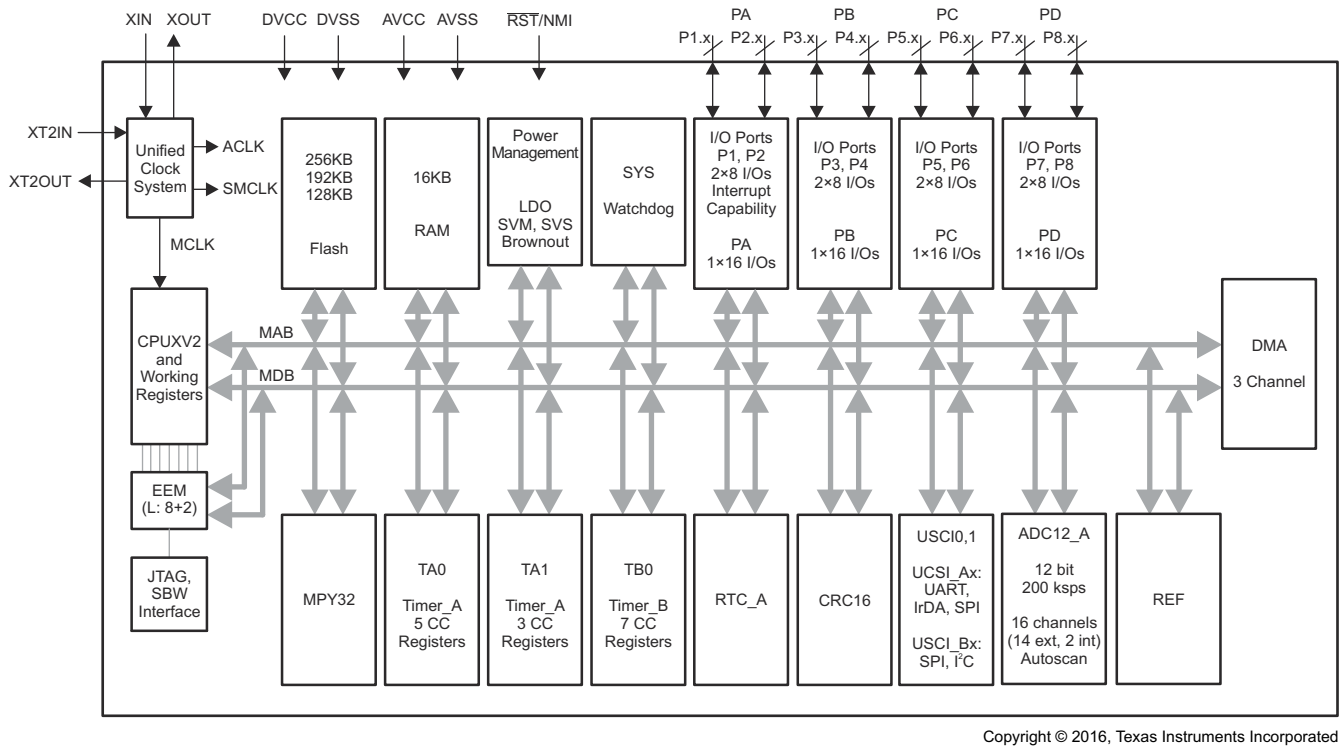 XIN XOUT DVCC DVSS AVCC AVSS RST/NMI PA PB PC PD
P1.x P2.x P3.x P4.x P5.x P6.x P7.x P8.x
XT2IN
XT2OUT
Unified
Clock
System
ACLK
SMCLK
MCLK
256KB
192KB
128KB
Flash
16KB
RAM
Power
Management
LDO
SVM, SVS
Brownout
SYS
Watchdog
I/O Ports
P1, P2
2×8 I/Os
Interrupt
Capability
PA
1×16 I/Os
I/O Ports
P3, P4
2×8 I/Os
PB
1×16 I/Os
I/O Ports
P5, P6
2×8 I/Os
PC
1×16 I/Os
I/O Ports
P7, P8
2×8 I/Os
PD
1×16 I/Os
CPUXV2
and
Working
Registers
MAB
MDB
DMA
3 Channel
EEM
(L: 8+2)
JTAG,
SBW
Interface
MPY32
TA0
Timer_A
5 CC
Registers
TA1
Timer_A
3 CC
Registers
TB0
Timer_B
7 CC
Registers
RTC_A
CRC16
USCI0,1
UCSI_Ax:
UART,
IrDA, SPI
USCI_Bx:
SPI, I²C
ADC12_A
12 bit
200 ksps
16 channels
(14 ext, 2 int)
Autoscan
REF
Copyright © 2016, Texas Instruments Incorporated